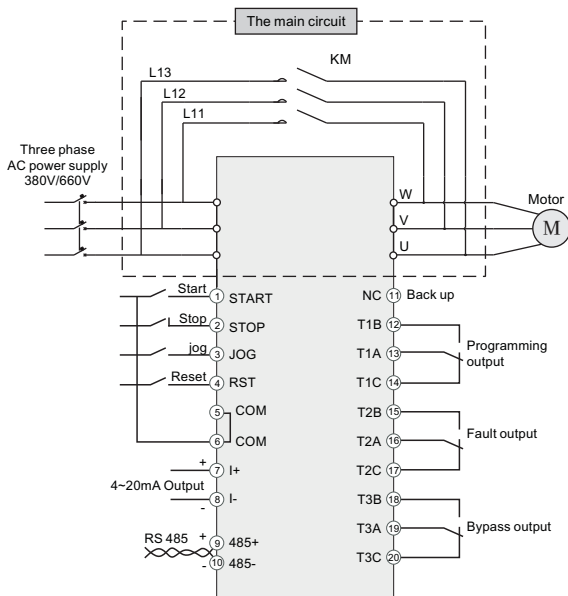 The main circuit
KM
L13
L12
L11
Three phase
AC power supply
380V/660V
W
V
U
Motor
M
Start
1 START
Stop
2 STOP
jog
3 JOG
Reset
4 RST
5 COM
6 COM
+
7 I+
4~20mA Output
8 I-
-
RS 485
+
9 485+
-
10 485-
NC 11 Back up
T1B 12
T1A 13
T1C 14
Programming
output
T2B 15
T2A 16
T2C 17
Fault output
T3B 18
T3A 19
T3C 20
Bypass output